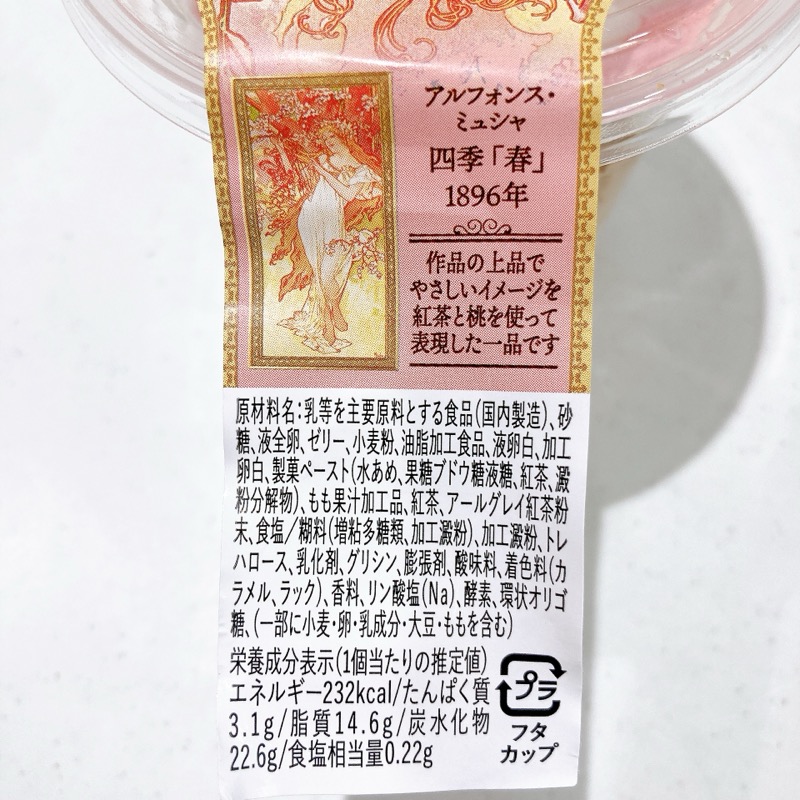 アルフォンス・
ミュシャ
四季「春」
1896年
作品の上品で
やさしいイメージを
紅茶と桃を使って
表現した一品です
原材料名:乳等を主要原料とする食品(国内製造)、砂
糖、液全卵、ゼリー、小麦粉、油脂加工食品、液卵白、加工
卵白、製菓ペースト(水あめ、果糖ブドウ糖液糖、紅茶、澱
粉分解物)、もも果汁加工品、紅茶、アールグレイ紅茶粉
末、食塩/糊料(増粘多糖類、加工澱粉)、加工澱粉、トレ
ハロース、乳化剤、グリシン、膨張剤、酸味料、着色料(カ
ラメル、ラック)、香料、リン酸塩(Na)、酵素、環状オリゴ
糖、(一部に小麦・卵・乳成分・大豆・ももを含む)
栄養成分表示(1個当たりの推定値)
エネルギー232kcal/たんぱく質
3.1g/脂質14.6g/炭水化物
22.6g/食塩相当量0.22g
プラ
フタ
カップ